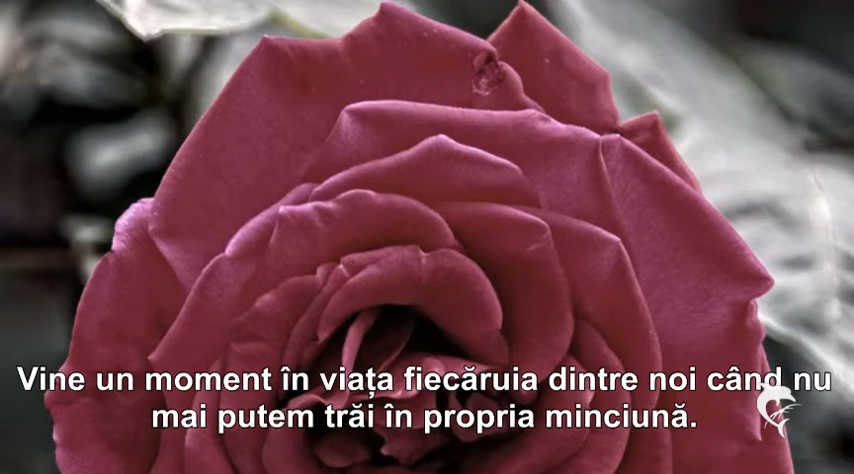 Vine un moment în viața fiecăruia dintre noi când nu
mai putem trăi în propria minciună.